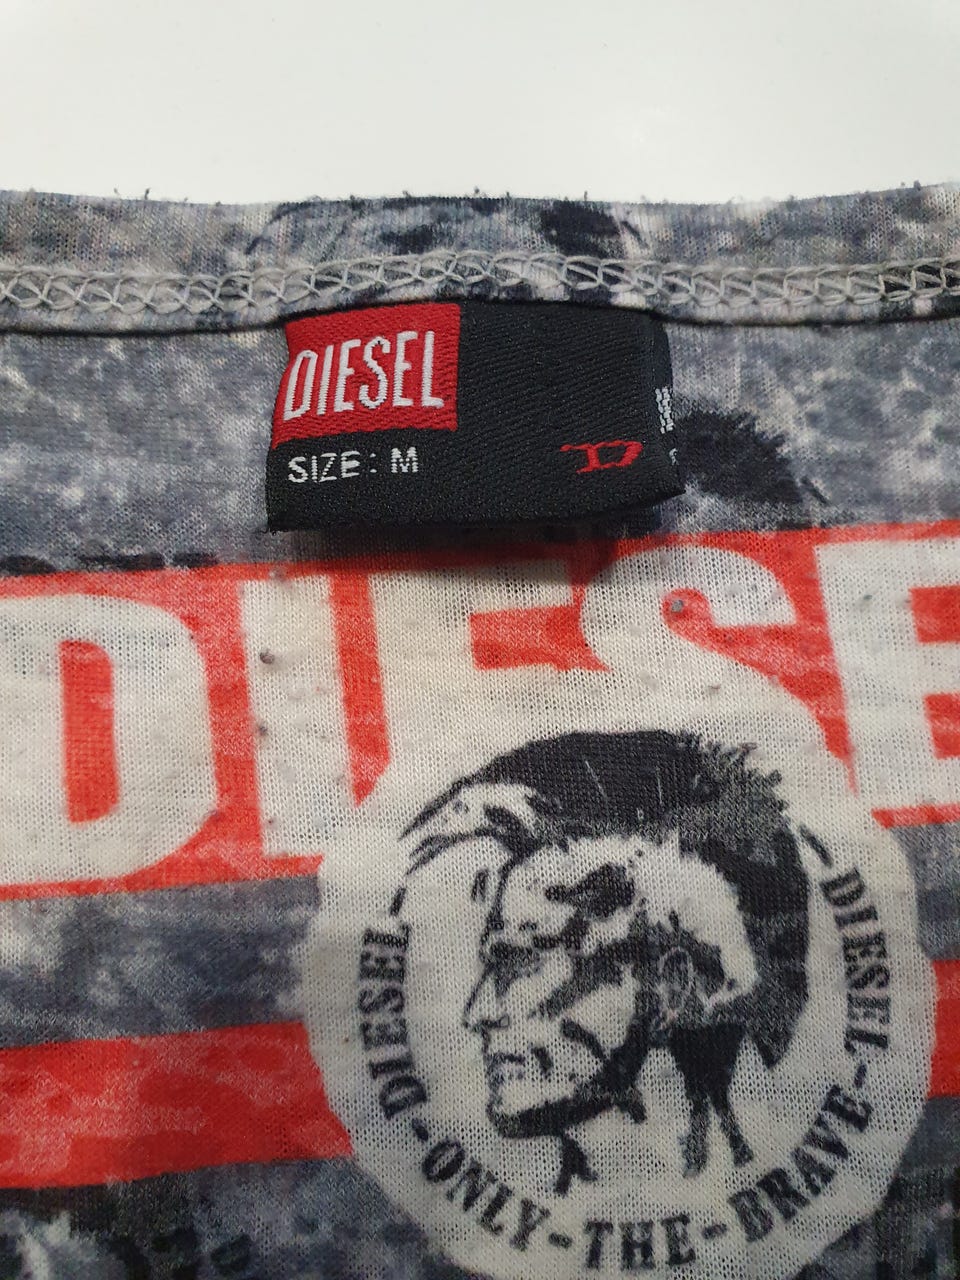 DIESEL
SIZE: M
D
DIESE
DIESEL-ONLY-THE-BRAVE-DIESEL